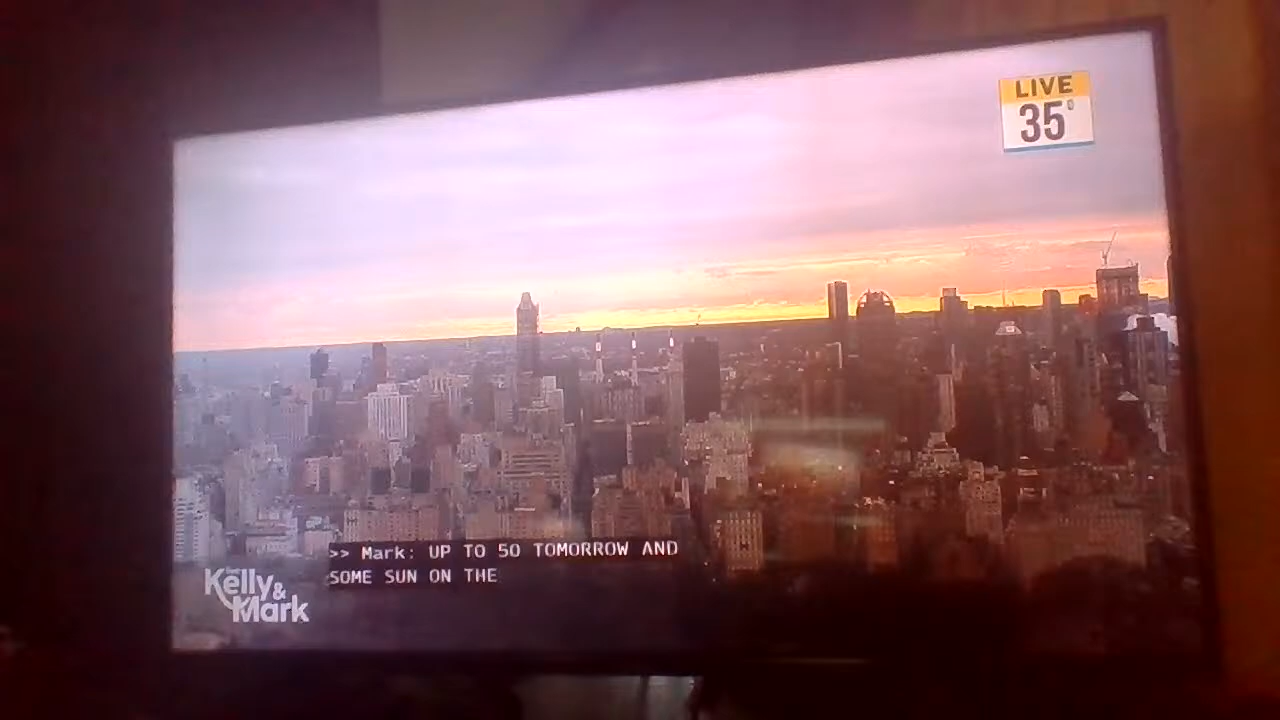 LIVE
35°
>> Mark: UP TO 50 TOMORROW AND
SOME SUN ON THE
Kelly&
Mark